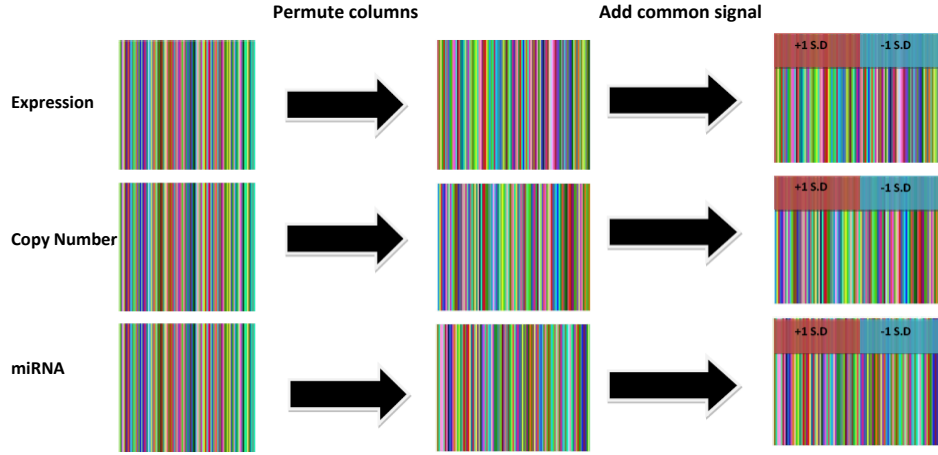 Permute columns
Add common signal
Expression
+1 S.D
-1 S.D
Copy Number
+1 S.D
-1 S.D
miRNA
+1 S.D
-1 S.D